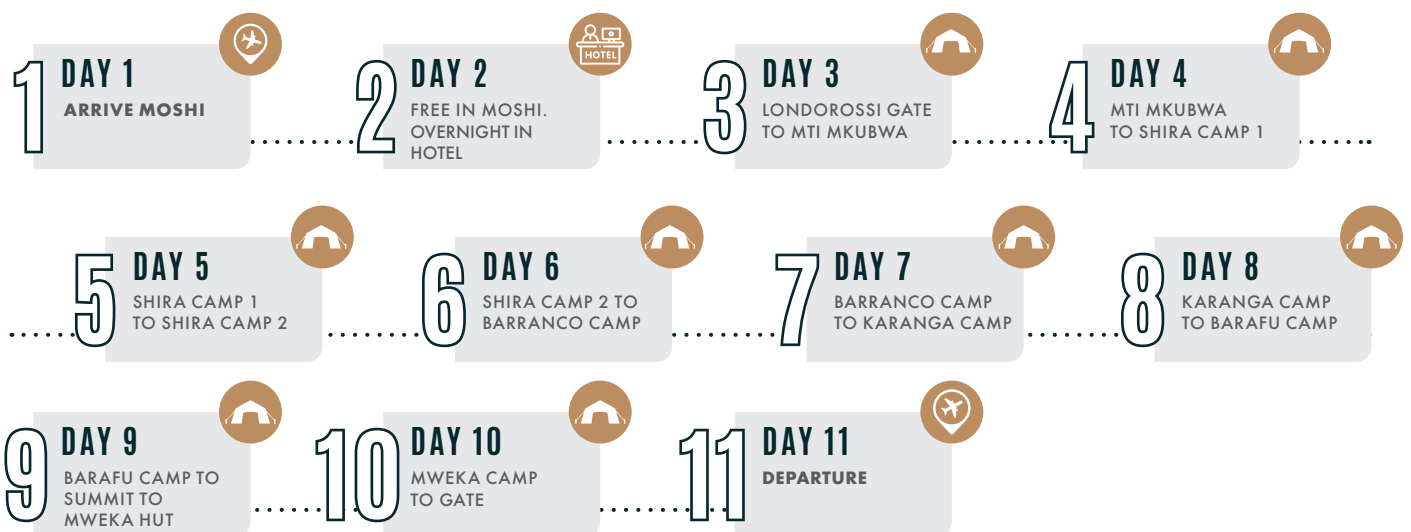 1
DAY 1
ARRIVE MOSHI
2
HOTEL
DAY 2
FREE IN MOSHI.
OVERNIGHT IN
HOTEL
3
DAY 3
LONDOROSSI GATE
TO MTI MKUBWA
4
DAY 4
MTI MKUBWA
TO SHIRA CAMP 1
5
DAY 5
SHIRA CAMP 1
TO SHIRA CAMP 2
6
DAY 6
SHIRA CAMP 2 TO
BARRANCO CAMP
7
DAY 7
BARRANCO CAMP
TO KARANGA CAMP
8
DAY 8
KARANGA CAMP
TO BARAFU CAMP
9
DAY 9
BARAFU CAMP TO
SUMMIT TO
MWEKA HUT
10
DAY 10
MWEKA CAMP
TO GATE
11
DAY 11
DEPARTURE